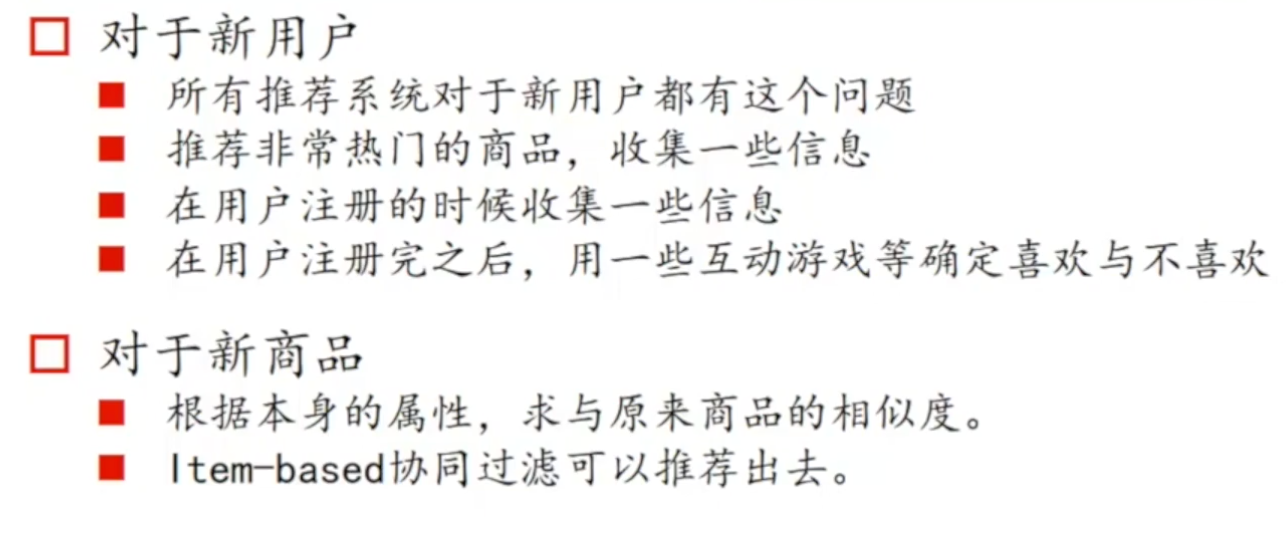 对于新用户
所有推荐系统对于新用户都有这个问题
推荐非常热门的商品，收集一些信息
在用户注册的时候收集一些信息
在用户注册完之后，用一些互动游戏等确定喜欢与不喜欢
对于新商品
根据本身的属性，求与原来商品的相似度。
Item-based协同过滤可以推荐出去。